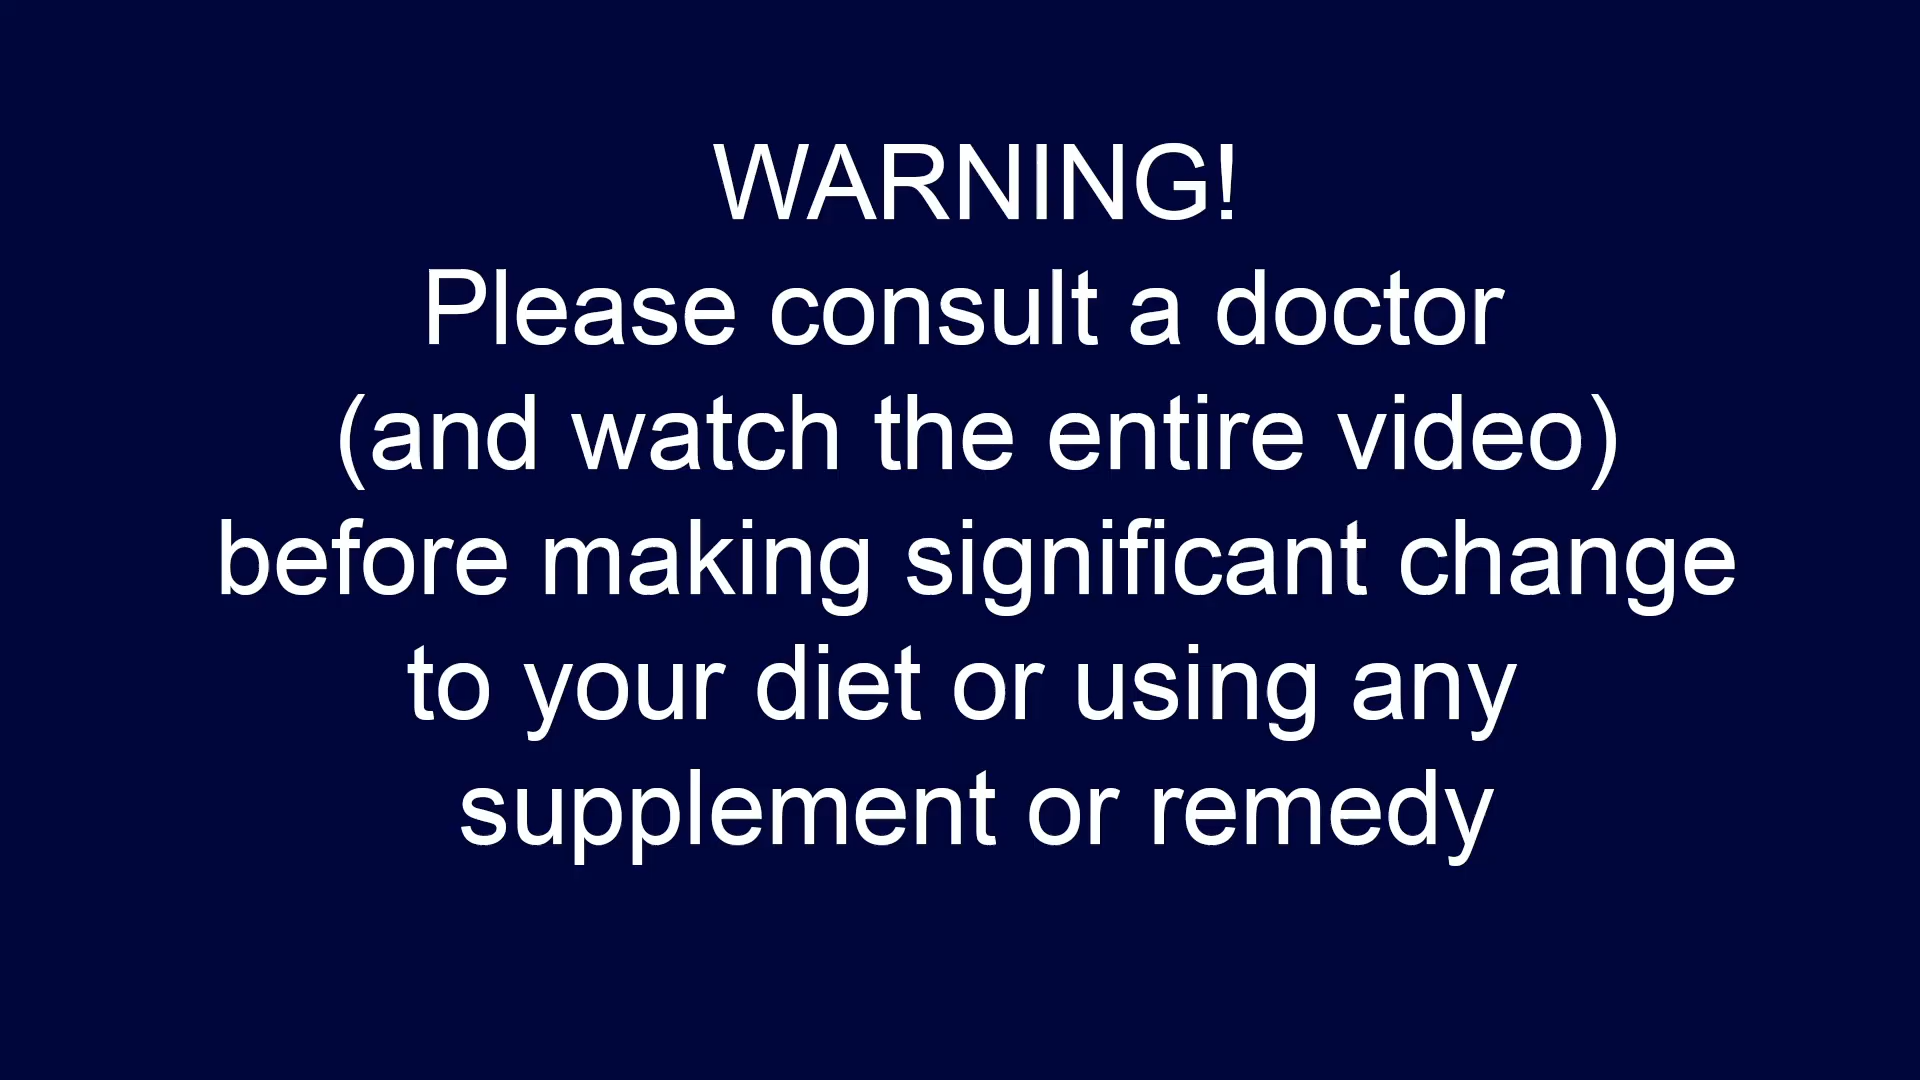 WARNING!
Please consult a doctor
(and watch the entire video)
before making significant change
to your diet or using any
supplement or remedy